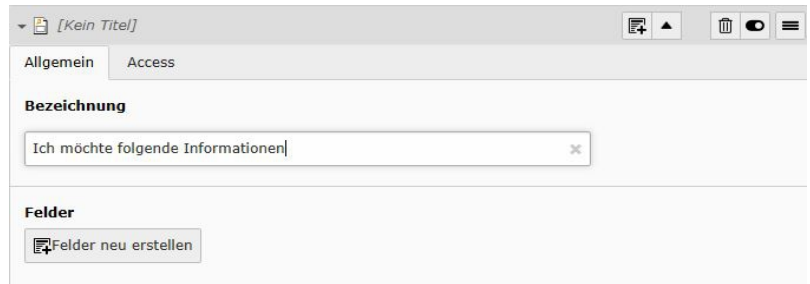 [Kein Titel]
Allgemein Access
Bezeichnung
Ich möchte folgende Informationen
Felder
Felder neu erstellen